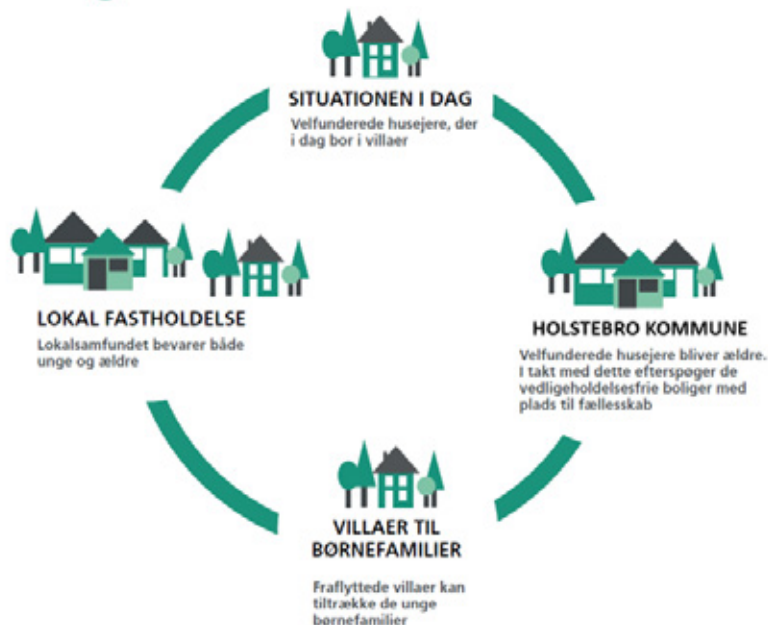 SITUATIONEN I DAG
Velfunderede husejere, der
i dag bor i villaer
HOLSTEBRO KOMMUNE
Velfunderede husejere bliver ældre.
I takt med dette efterspøger de
vedligeholdelsesfrie boliger med
plads til fællesskab
VILLAER TIL
BØRNEFAMILIER
Fraflyttede villaer kan
tiltrække de unge
børnefamilier
LOKAL FASTHOLDELSE
Lokalsamfundet bevarer både
unge og ældre